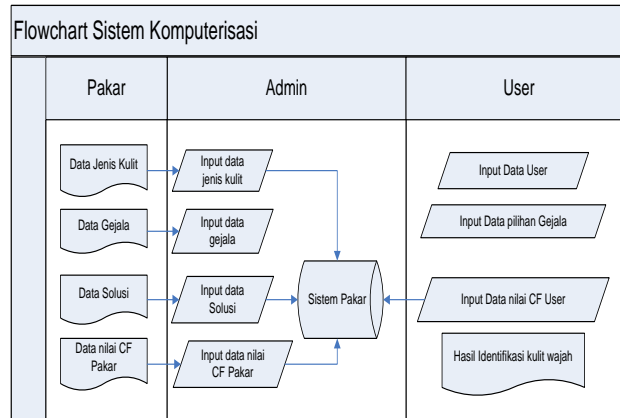 Flowchart Sistem Komputerisasi
Pakar
Admin
User
Data Jenis Kulit
Input data
jenis kulit
Input Data User
Data Gejala
Input data
gejala
Input Data pilihan Gejala
Data Solusi
Input data
Solusi
Sistem Pakar
Input Data nilai CF User
Data nilai CF
Pakar
Input data nilai
CF Pakar
Hasil Identifikasi kulit wajah